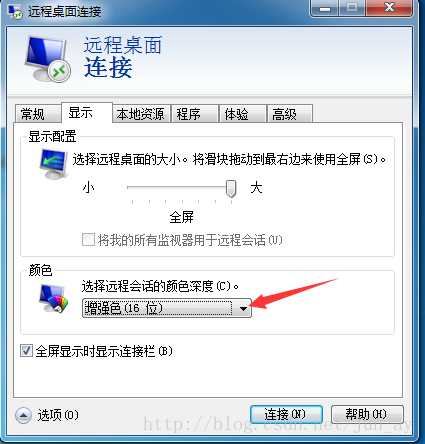 远程桌面连接
远程桌面
连接
常规 显示 本地资源 程序 体验 高级
显示配置
选择远程桌面的大小。将滑块拖动到最右边来使用全屏(S)。
小 大
全屏
将我的所有监视器用于远程会话(U)
颜色
选择远程会话的颜色深度(C)。
增强色(16 位)
全屏显示时显示连接栏(B)
选项(O) 连接(N) 帮助(H)
http://blog.csdn.net/jun_ay